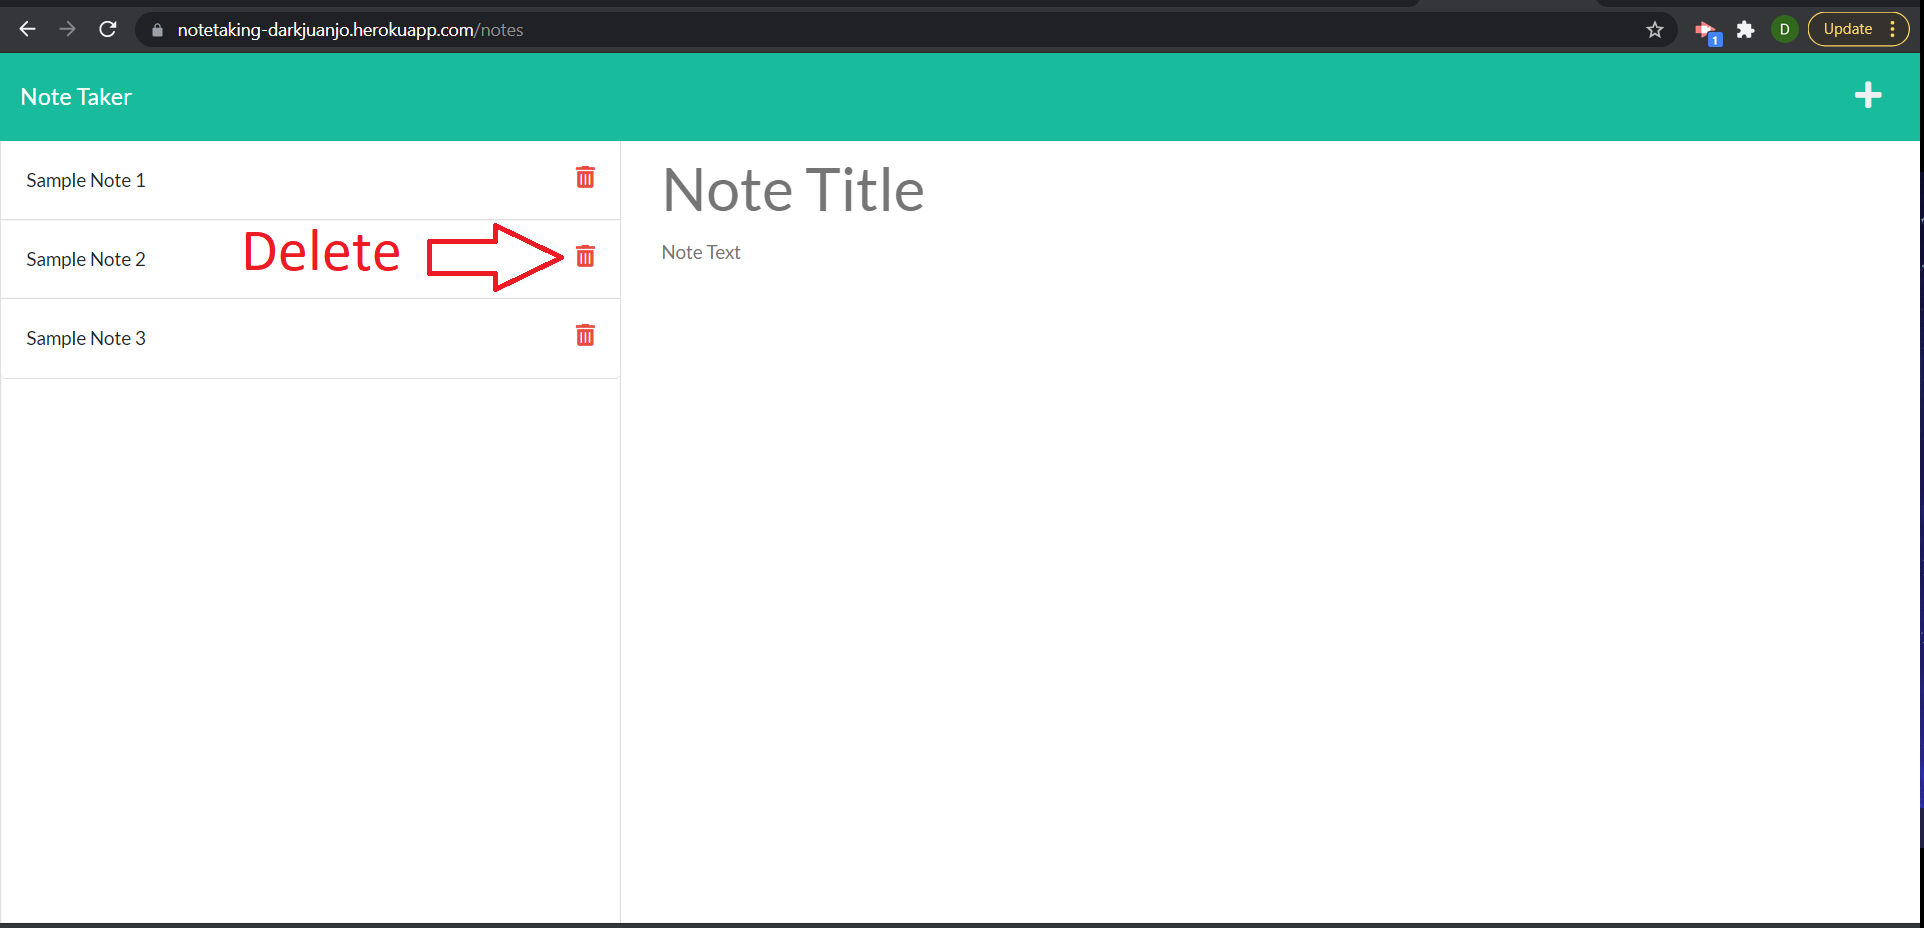 notetaking-darkjuanjo.herokuapp.com/notes
1
D
Update
Note Taker
Sample Note 1
Sample Note 2
Delete
Sample Note 3
Note Title
Note Text